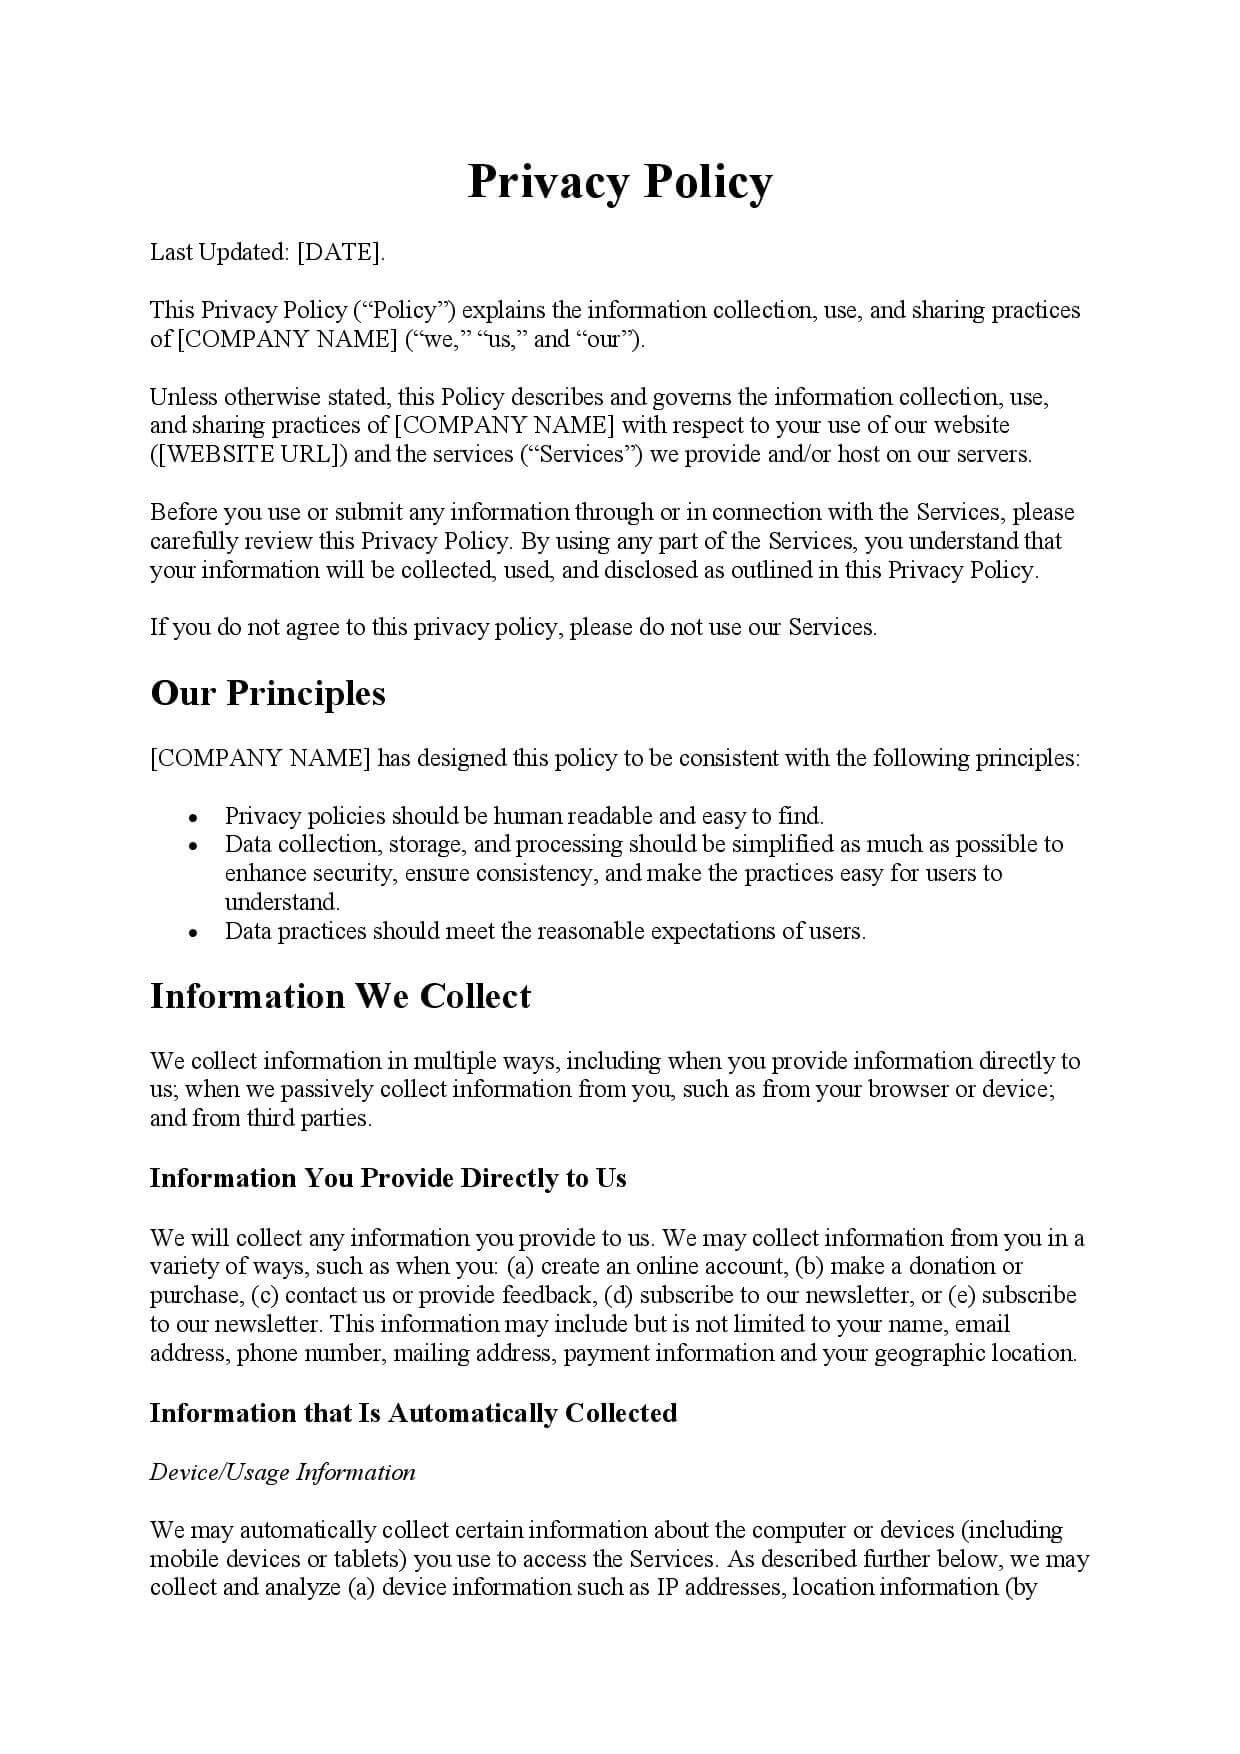 Privacy Policy
Last Updated: [DATE].
This Privacy Policy (“Policy”) explains the information collection, use, and sharing practices
of [COMPANY NAME] (“we,” “us,” and “our”).
Unless otherwise stated, this Policy describes and governs the information collection, use,
and sharing practices of [COMPANY NAME] with respect to your use of our website
([WEBSITE URL]) and the services (“Services”) we provide and/or host on our servers.
Before you use or submit any information through or in connection with the Services, please
carefully review this Privacy Policy. By using any part of the Services, you understand that
your information will be collected, used, and disclosed as outlined in this Privacy Policy.
If you do not agree to this privacy policy, please do not use our Services.
Our Principles
[COMPANY NAME] has designed this policy to be consistent with the following principles:
• Privacy policies should be human readable and easy to find.
• Data collection, storage, and processing should be simplified as much as possible to
enhance security, ensure consistency, and make the practices easy for users to
understand.
• Data practices should meet the reasonable expectations of users.
Information We Collect
We collect information in multiple ways, including when you provide information directly to
us; when we passively collect information from you, such as from your browser or device;
and from third parties.
Information You Provide Directly to Us
We will collect any information you provide to us. We may collect information from you in a
variety of ways, such as when you: (a) create an online account, (b) make a donation or
purchase, (c) contact us or provide feedback, (d) subscribe to our newsletter, or (e) subscribe
to our newsletter. This information may include but is not limited to your name, email
address, phone number, mailing address, payment information and your geographic location.
Information that Is Automatically Collected
Device/Usage Information
We may automatically collect certain information about the computer or devices (including
mobile devices or tablets) you use to access the Services. As described further below, we may
collect and analyze (a) device information such as IP addresses, location information (by